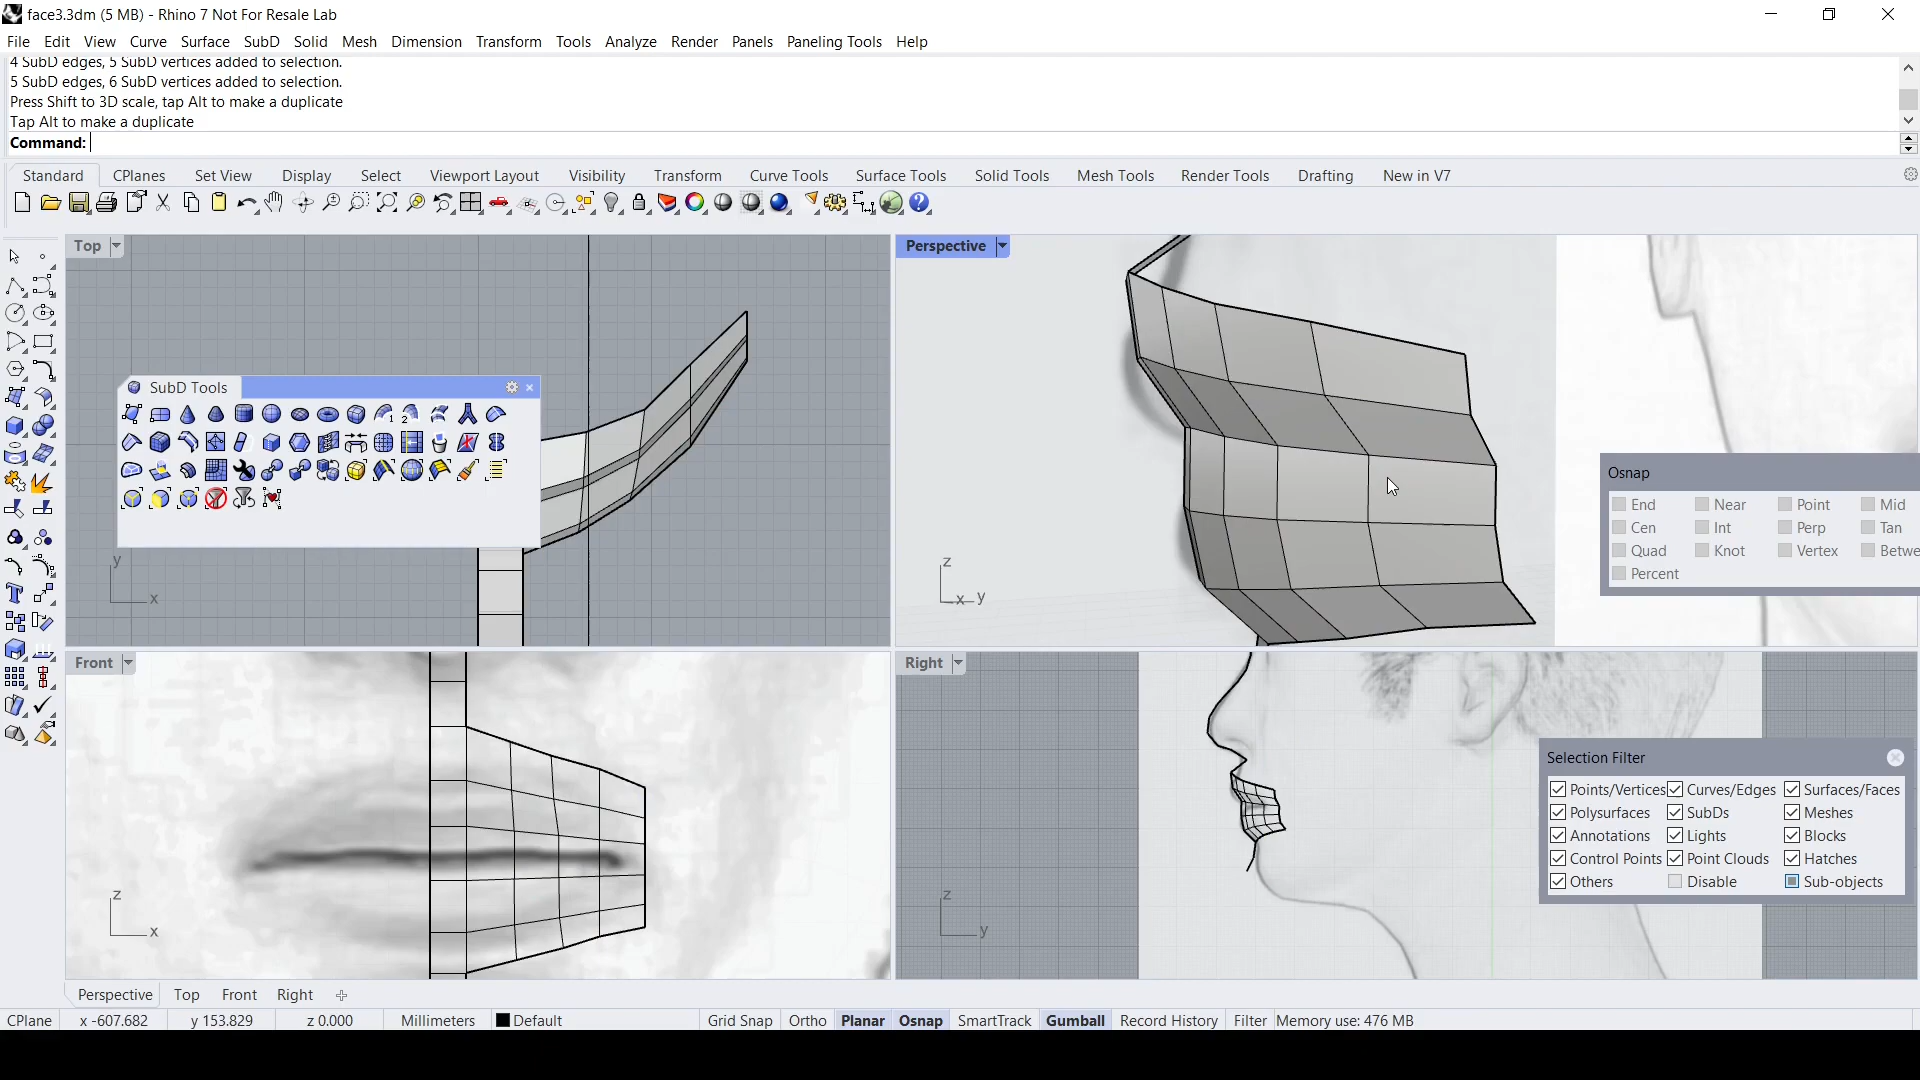 face3.3dm (5 MB) - Rhino 7 Not For Resale Lab
File Edit View Curve Surface SubD Solid Mesh Dimension Transform Tools Analyze Render Panels Paneling Tools Help
4 SubD edges, 5 SubD vertices added to selection.
5 SubD edges, 6 SubD vertices added to selection.
Press Shift to 3D scale, tap Alt to make a duplicate
Tap Alt to make a duplicate
Command:
Standard CPlanes Set View Display Select Viewport Layout Visibility Transform Curve Tools Surface Tools Solid Tools Mesh Tools Render Tools Drafting New in V7
Top
Perspective
SubD Tools
1 2
y
x
z
x y
Osnap
End Near Point Mid
Cen Int Perp Tan
Quad Knot Vertex Betwe
Percent
Front
Right
z
x
z
y
Selection Filter
Points/Vertices Curves/Edges Surfaces/Faces
Polysurfaces SubDs Meshes
Annotations Lights Blocks
Control Points Point Clouds Hatches
Others Disable Sub-objects
Perspective Top Front Right
CPlane x -607.682 y 153.829 z 0.000 Millimeters Default Grid Snap Ortho Planar Osnap SmartTrack Gumball Record History Filter Memory use: 476 MB